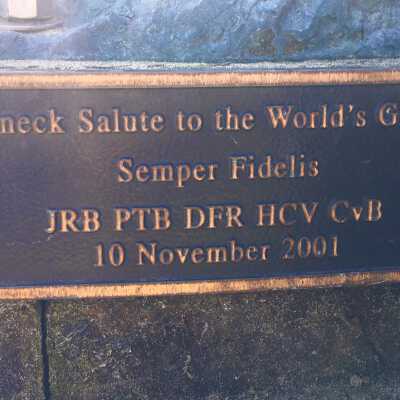 neck Salute to the World's G
Semper Fidelis
JRB PTB DFR HCV CvB
10 November 2001